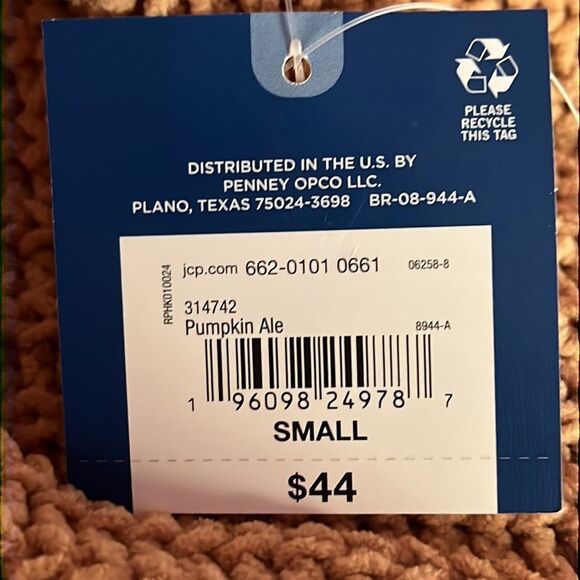 PLEASE
RECYCLE
THIS TAG
DISTRIBUTED IN THE U.S. BY
PENNEY OPCO LLC.
PLANO, TEXAS 75024-3698 BR-08-944-A
RPHK010024
jcp.com 662-0101 0661 06258-8
314742
Pumpkin Ale 8944-A
1 96098 24978 7
SMALL
$44